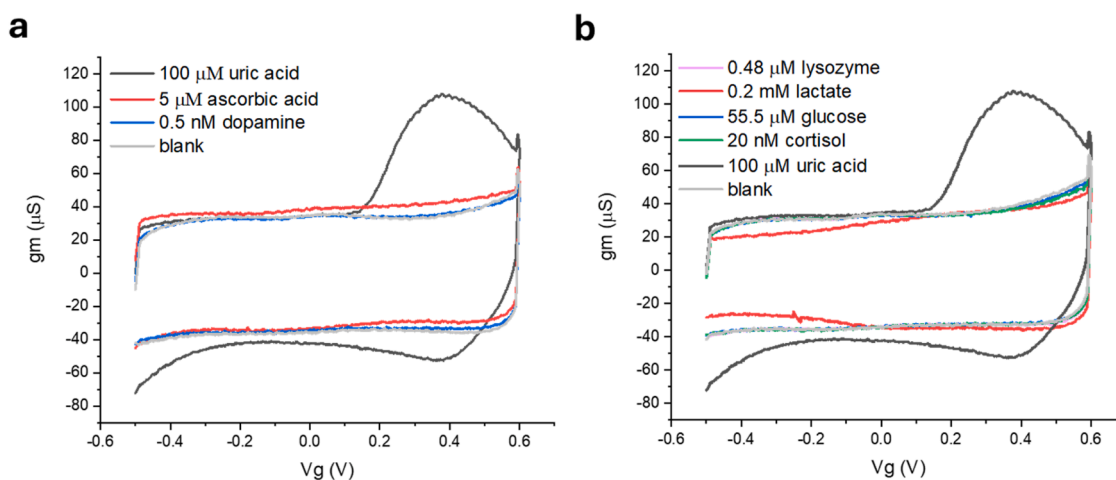 a
120
100
80
60
40
20
0
-20
-40
-60
-80
gm (μS)
100 μM uric acid
5 μM ascorbic acid
0.5 nM dopamine
blank
-0.6 -0.4 -0.2 0.0 0.2 0.4 0.6
Vg (V)
b
120
100
80
60
40
20
0
-20
-40
-60
-80
gm (μS)
0.48 μM lysozyme
0.2 mM lactate
55.5 μM glucose
20 nM cortisol
100 μM uric acid
blank
-0.6 -0.4 -0.2 0.0 0.2 0.4 0.6
Vg (V)